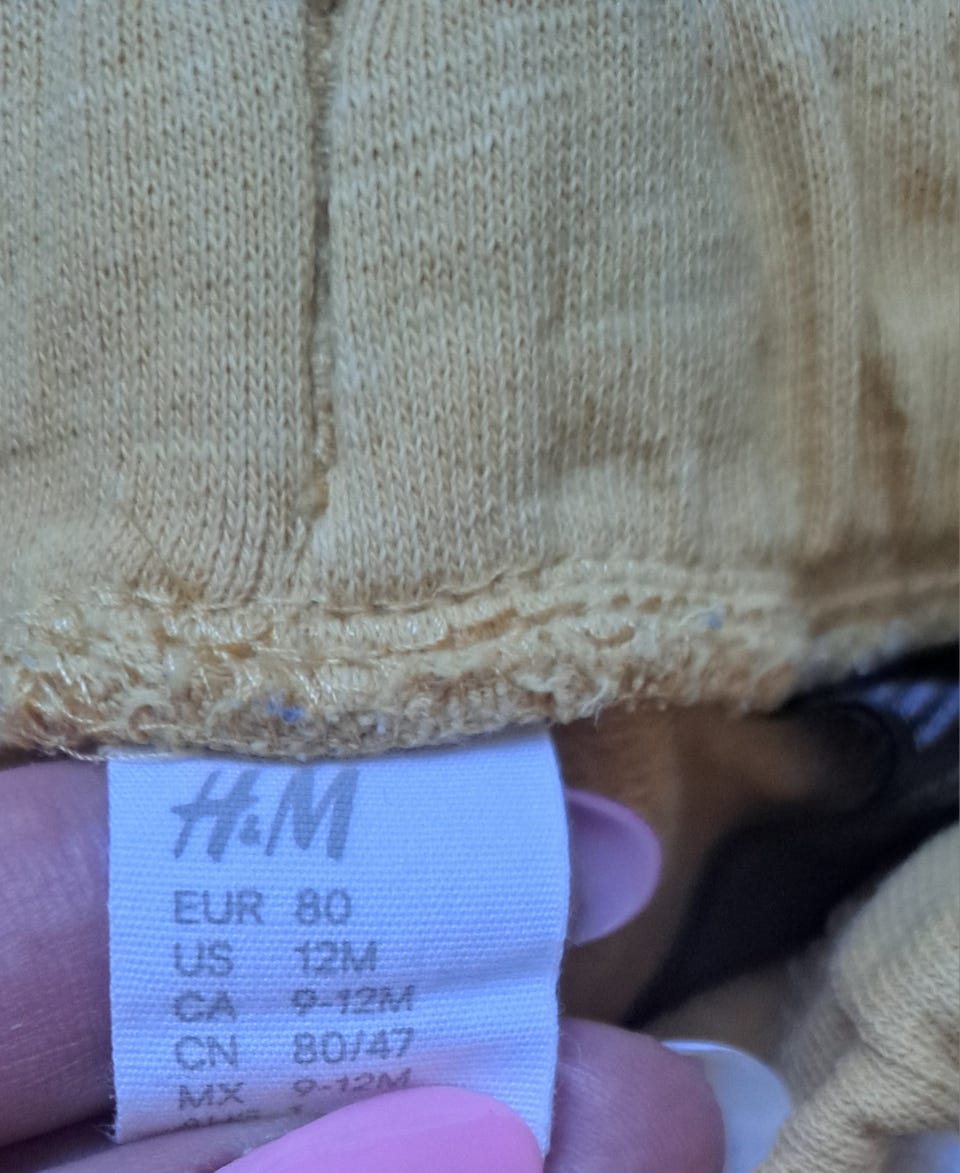 H&M
EUR 80
US 12M
CA 9-12M
CN 80/47
MX 9-12M